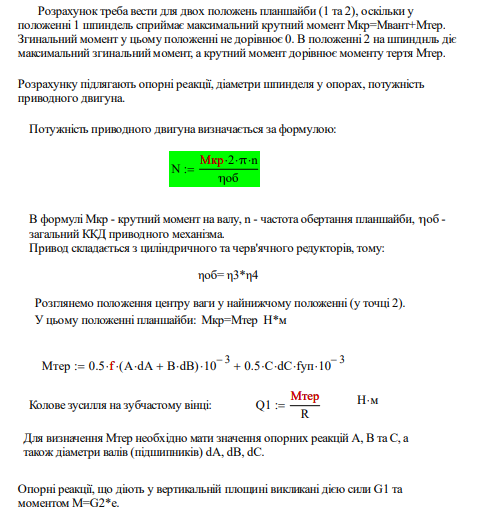 Розрахунок треба вести для двох положень планшайби (1 та 2), оскільки у
положенні 1 шпиндель сприймає максимальний крутний момент Мкр=Мвант+Мтер.
Згинальний момент у цьому положенні не дорівнює 0. В положенні 2 на шпиндиль діє
максимальний згинальний момент, а крутний момент дорівнює моменту тертя Мтер.
Розрахунку підлягають опорні реакції, діаметри шпинделя у опорах, потужність
приводного двигуна.
Потужність приводного двигуна визначається за формулою:
N := Мкр·2·π·n / ηоб
В формулі Мкр - крутний момент на валу, n - частота обертання планшайби, ηоб -
загальний ККД приводного механізма.
Привод складається з циліндричного та черв'ячного редукторів, тому:
ηоб= η3*η4
Розглянемо положення центру ваги у найнижчому положенні (у точці 2).
У цьому положенні планшайби: Мкр=Мтер Н*м
Мтер := 0.5·f·(A·dA + B·dB)·10^-3 + 0.5·C·dC·fуп·10^-3
Колове зусилля на зубчастому вінці: Q1 := Мтер / R Н·м
Для визначення Мтер необхідно мати значення опорних реакцій А, В та С, а
також діаметри валів (підшипників) dA, dB, dC.
Опорні реакції, що діють у вертикальній площині викликані дією сили G1 та
моментом M=G2*e.